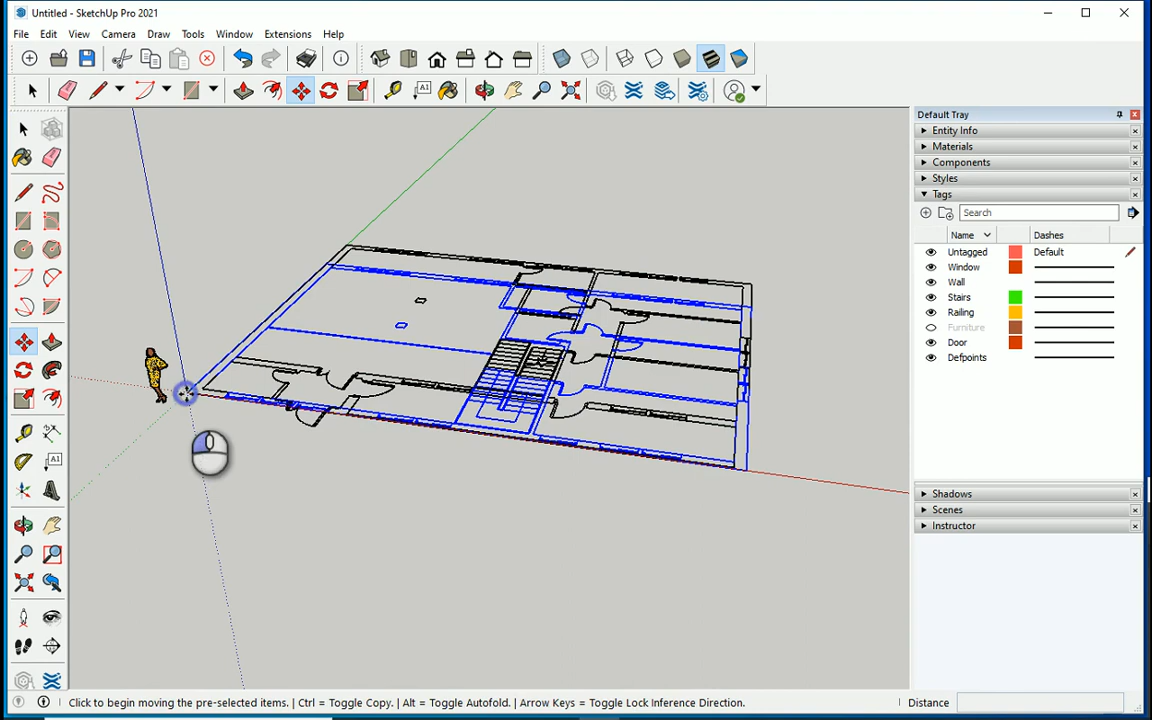 Untitled - SketchUp Pro 2021
File Edit View Camera Draw Tools Window Extensions Help
A1
Default Tray
Entity Info
Materials
Components
Styles
Tags
Search
Name Dashes
Untagged Default
Window
Wall
Stairs
Railing
Furniture
Door
Defpoints
A1
Shadows
Scenes
Instructor
Click to begin moving the pre-selected items. | Ctrl = Toggle Copy. | Alt = Toggle Autofold. | Arrow Keys = Toggle Lock Inference Direction. Distance